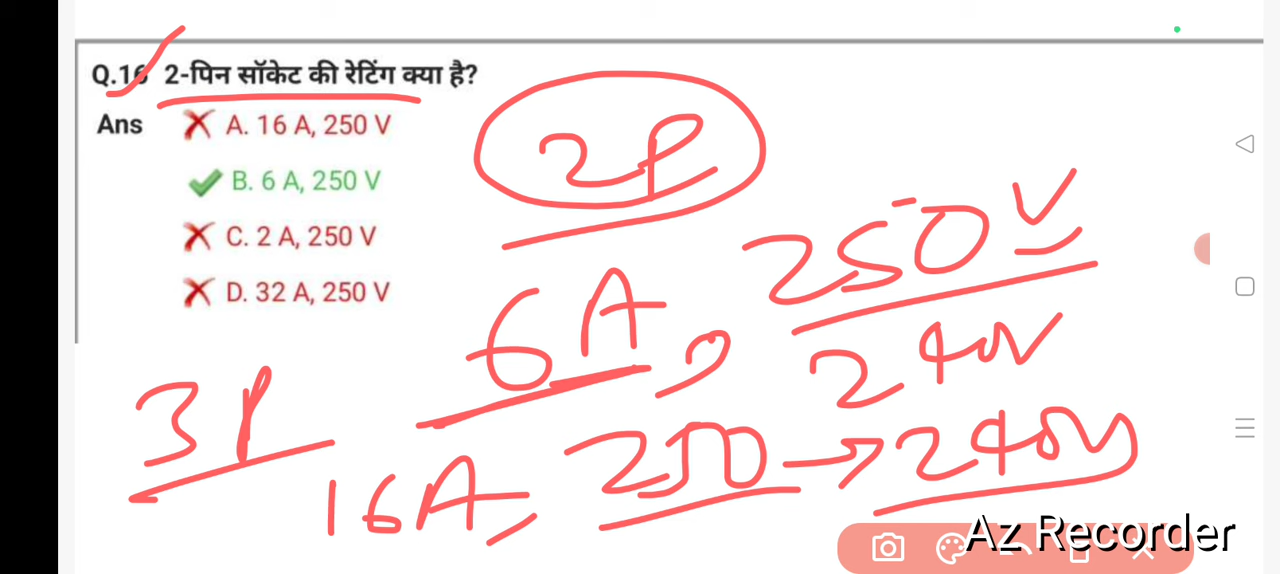 Q.16 2-पिन सॉकेट की रेटिंग क्या है?
Ans A. 16 A, 250 V
B. 6 A, 250 V
C. 2 A, 250 V
D. 32 A, 250 V
2P
6A, 250V
240V
3P
16A, 250 → 240V
Az Recorder